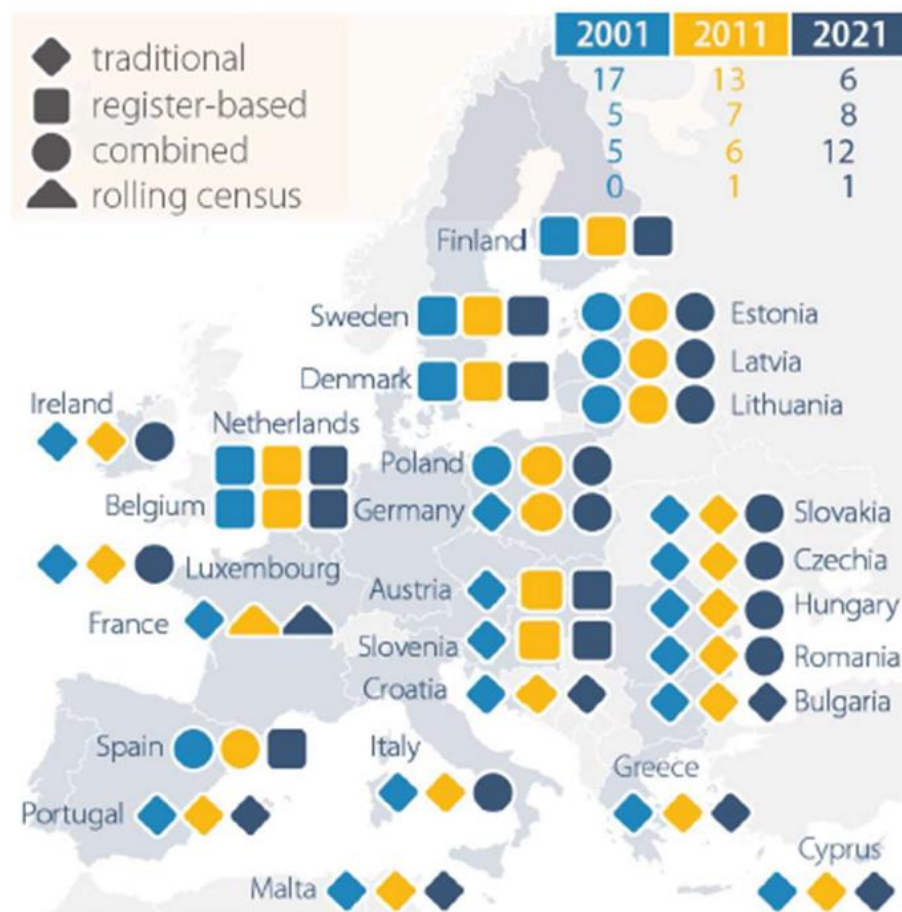 2001 2011 2021
traditional 17 13 6
register-based 5 7 8
combined 5 6 12
rolling census 0 1 1
Finland
Sweden
Estonia
Denmark
Latvia
Lithuania
Ireland
Netherlands
Poland
Belgium
Germany
Slovakia
Luxembourg
Czechia
Austria
Hungary
France
Slovenia
Romania
Croatia
Bulgaria
Spain
Italy
Greece
Portugal
Cyprus
Malta